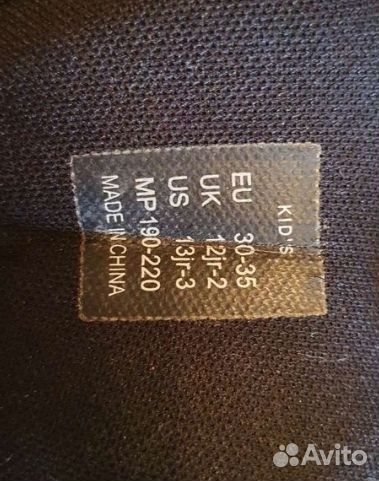 KID'S
EU 30-35
UK 12jr-2
US 13jr-3
MP 190-220
MADE IN CHINA
Avito